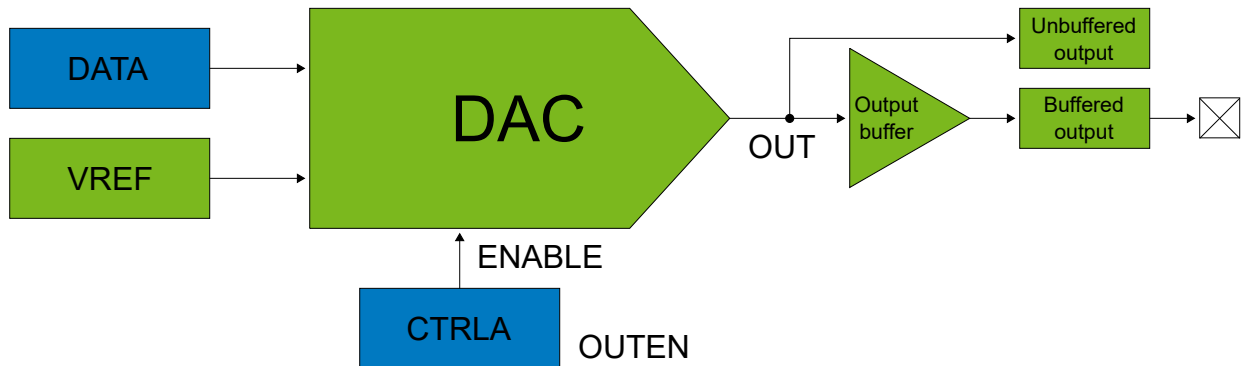 DATA
VREF
DAC
ENABLE
CTRLA
OUTEN
OUT
Output
buffer
Unbuffered
output
Buffered
output